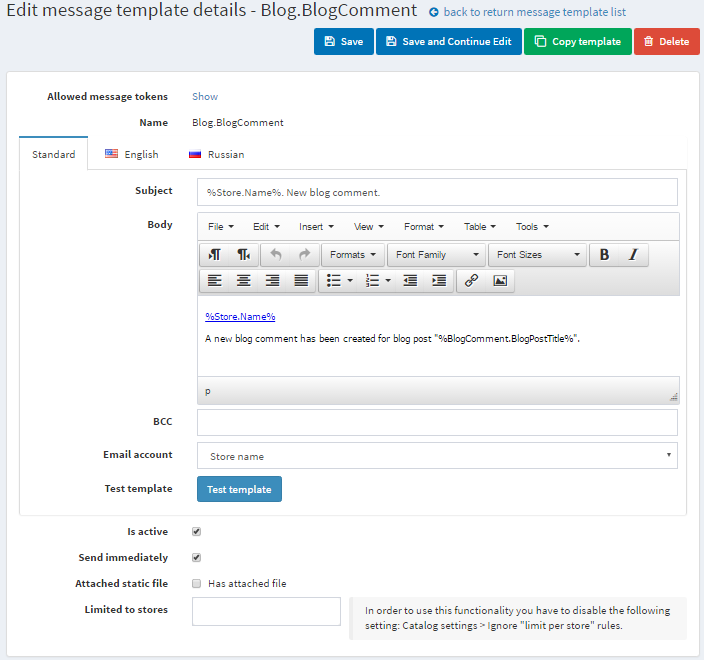 Edit message template details - Blog.BlogComment back to return message template list
Save Save and Continue Edit Copy template Delete
Allowed message tokens Show
Name Blog.BlogComment
Standard English Russian
Subject %Store.Name%. New blog comment.
Body File Edit Insert View Format Table Tools
Formats Font Family Font Sizes B I
%Store.Name%
A new blog comment has been created for blog post "%BlogComment.BlogPostTitle%".
p
BCC
Email account Store name
Test template Test template
Is active
Send immediately
Attached static file Has attached file
Limited to stores In order to use this functionality you have to disable the following
setting: Catalog settings > Ignore "limit per store" rules.